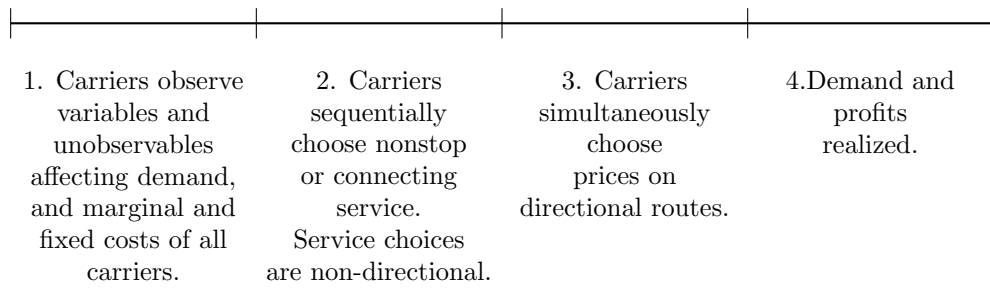 1. Carriers observe
variables and
unobservables
affecting demand,
and marginal and
fixed costs of all
carriers.
2. Carriers
sequentially
choose nonstop
or connecting
service.
Service choices
are non-directional.
3. Carriers
simultaneously
choose
prices on
directional routes.
4.Demand and
profits
realized.